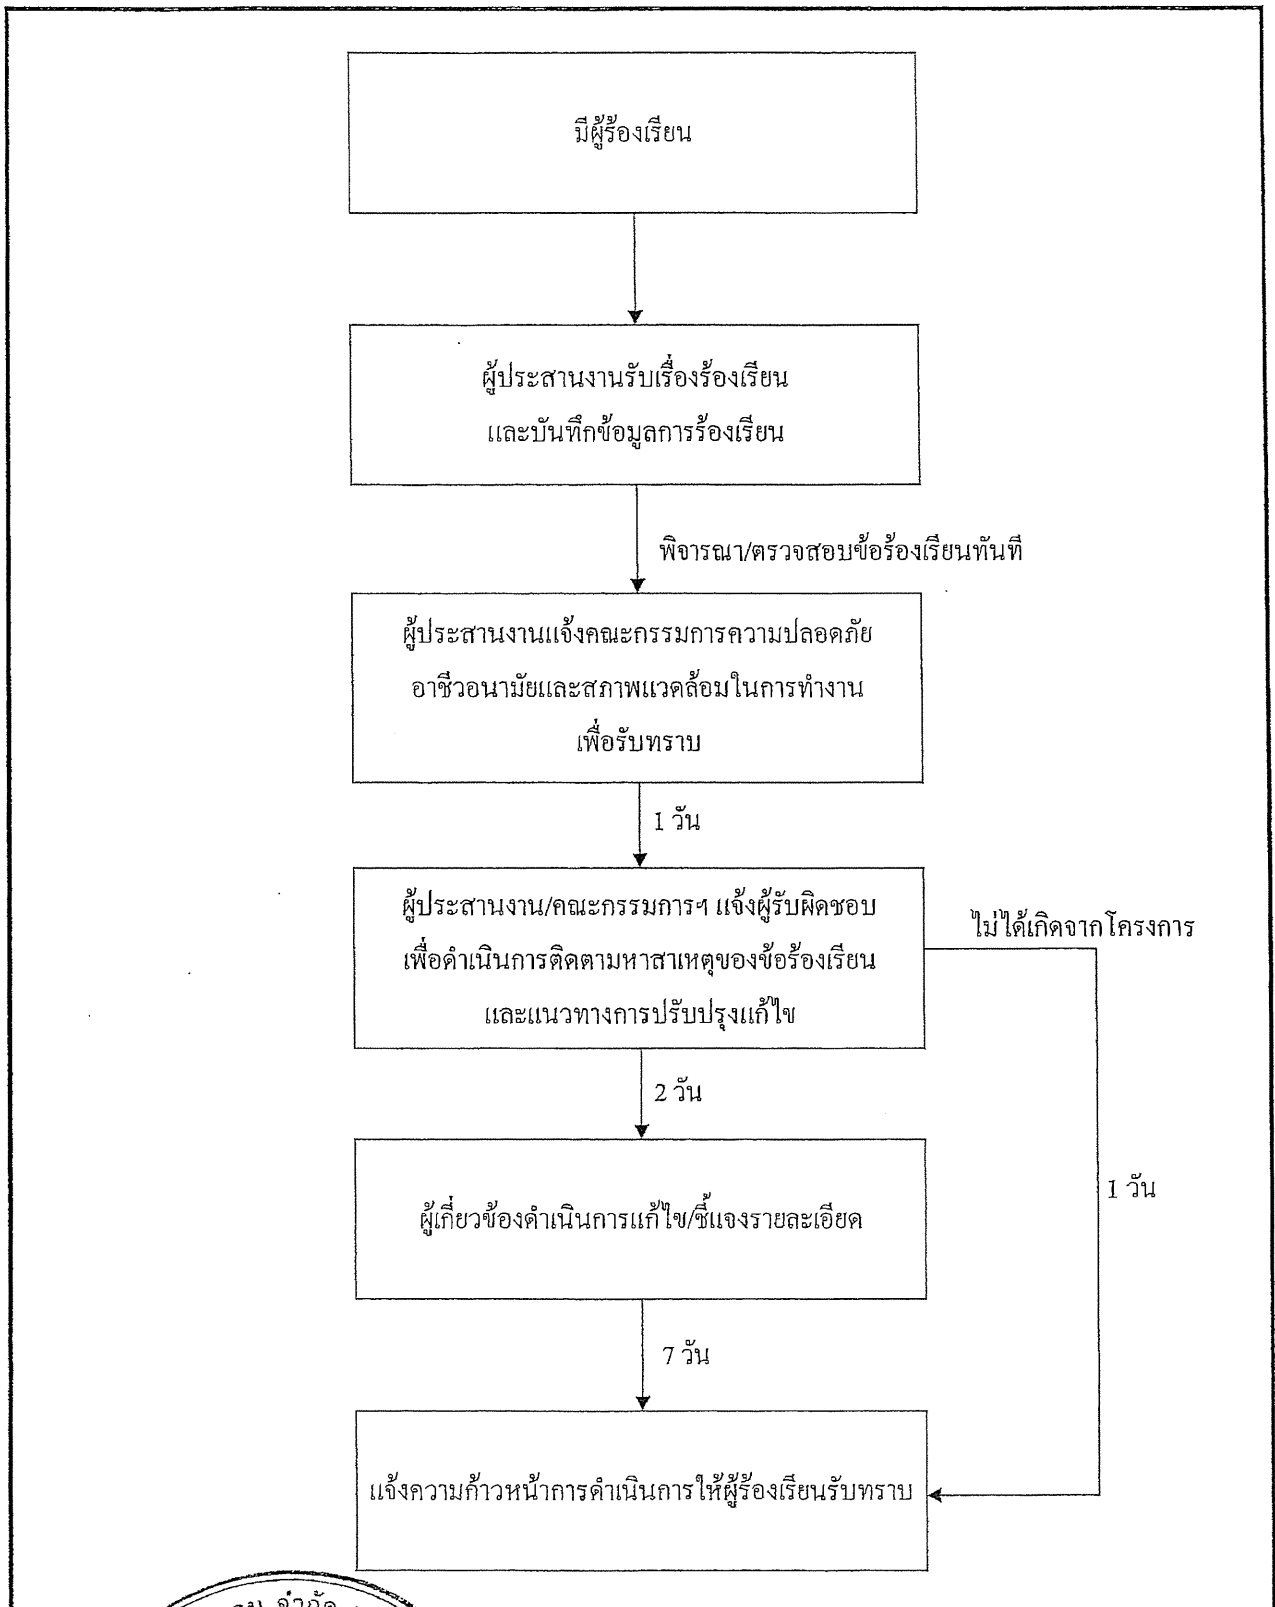 มีผู้ร้องเรียน
ผู้ประสานงานรับเรื่องร้องเรียน
และบันทึกข้อมูลการร้องเรียน
พิจารณา/ตรวจสอบข้อร้องเรียนทันที
ผู้ประสานงานแจ้งคณะกรรมการความปลอดภัย
อาชีวอนามัยและสภาพแวดล้อมในการทำงาน
เพื่อรับทราบ
1 วัน
ผู้ประสานงาน/คณะกรรมการฯ แจ้งผู้รับผิดชอบ
เพื่อดำเนินการติดตามหาสาเหตุของข้อร้องเรียน
และแนวทางการปรับปรุงแก้ไข
ไม่ได้เกิดจากโครงการ
2 วัน
1 วัน
ผู้เกี่ยวข้องดำเนินการแก้ไข/ชี้แจงรายละเอียด
7 วัน
แจ้งความก้าวหน้าการดำเนินการให้ผู้ร้องเรียนรับทราบ
จำกัด